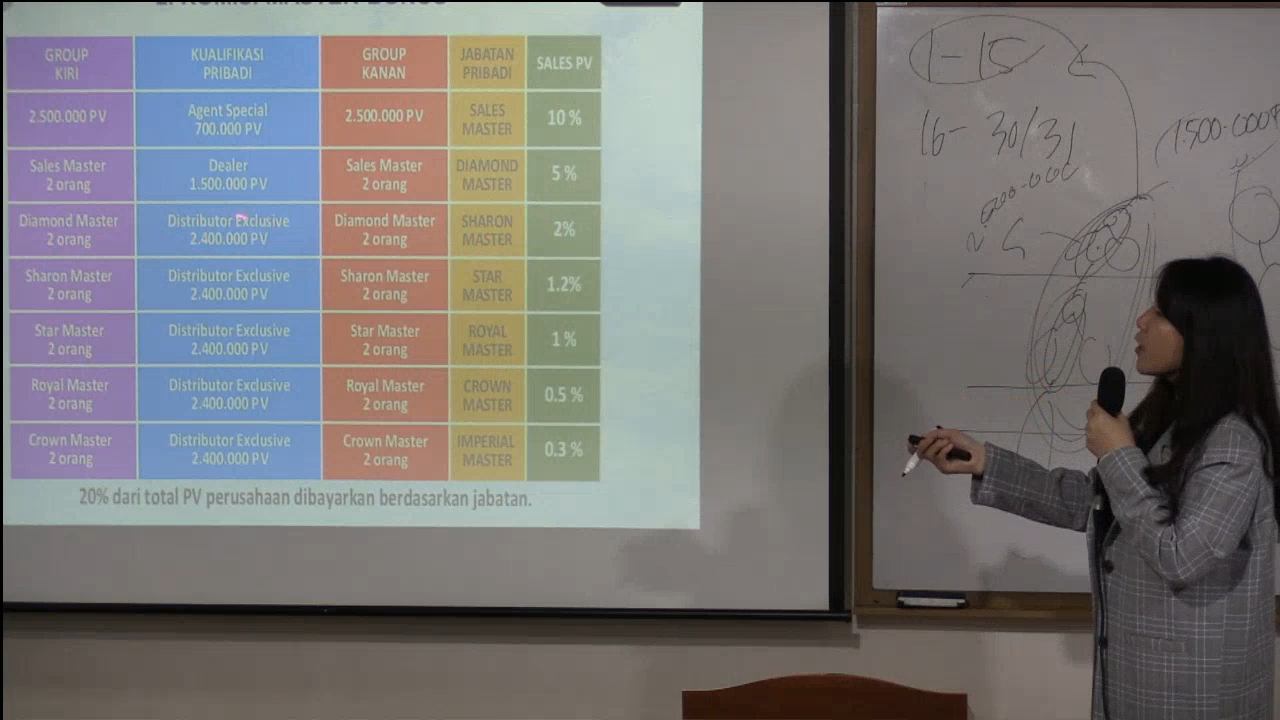 2. KOMISI MASTER BONUS
GROUP KIRI KUALIFIKASI PRIBADI GROUP KANAN JABATAN PRIBADI SALES PV
2.500.000 PV Agent Special 700.000 PV 2.500.000 PV SALES MASTER 10 %
Sales Master 2 orang Dealer 1.500.000 PV Sales Master 2 orang DIAMOND MASTER 5 %
Diamond Master 2 orang Distributor Exclusive 2.400.000 PV Diamond Master 2 orang SHARON MASTER 2%
Sharon Master 2 orang Distributor Exclusive 2.400.000 PV Sharon Master 2 orang STAR MASTER 1.2%
Star Master 2 orang Distributor Exclusive 2.400.000 PV Star Master 2 orang ROYAL MASTER 1 %
Royal Master 2 orang Distributor Exclusive 2.400.000 PV Royal Master 2 orang CROWN MASTER 0.5 %
Crown Master 2 orang Distributor Exclusive 2.400.000 PV Crown Master 2 orang IMPERIAL MASTER 0.3 %
20% dari total PV perusahaan dibayarkan berdasarkan jabatan.
1-15
16- 30/31
1.500.000